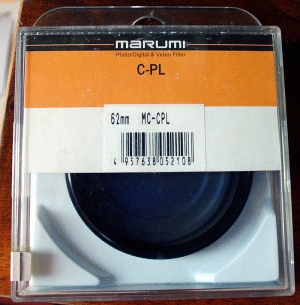 marumi
Photo/Digital & Video Filter
C-PL
62mm MC-CPL
4 957638 052108